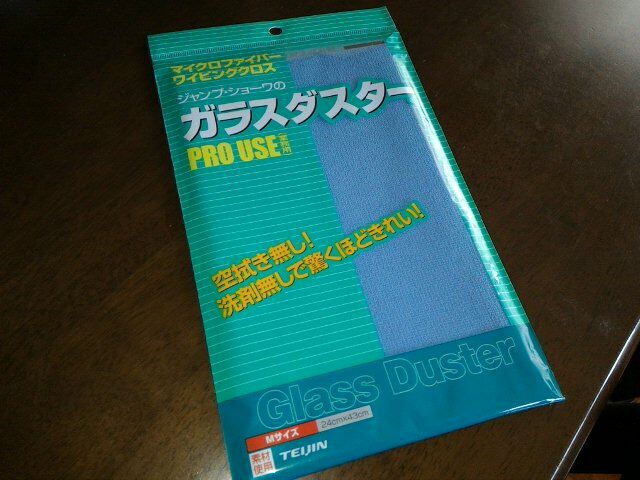 マイクロファイバー
ワイピングクロス
ジャンプ・ショーワの
ガラスダスター
PRO USE 業務用
空拭き無し!
洗剤無しで驚くほどきれい!
Glass Duster
Mサイズ 24cm×43cm
素材使用 TEIJIN